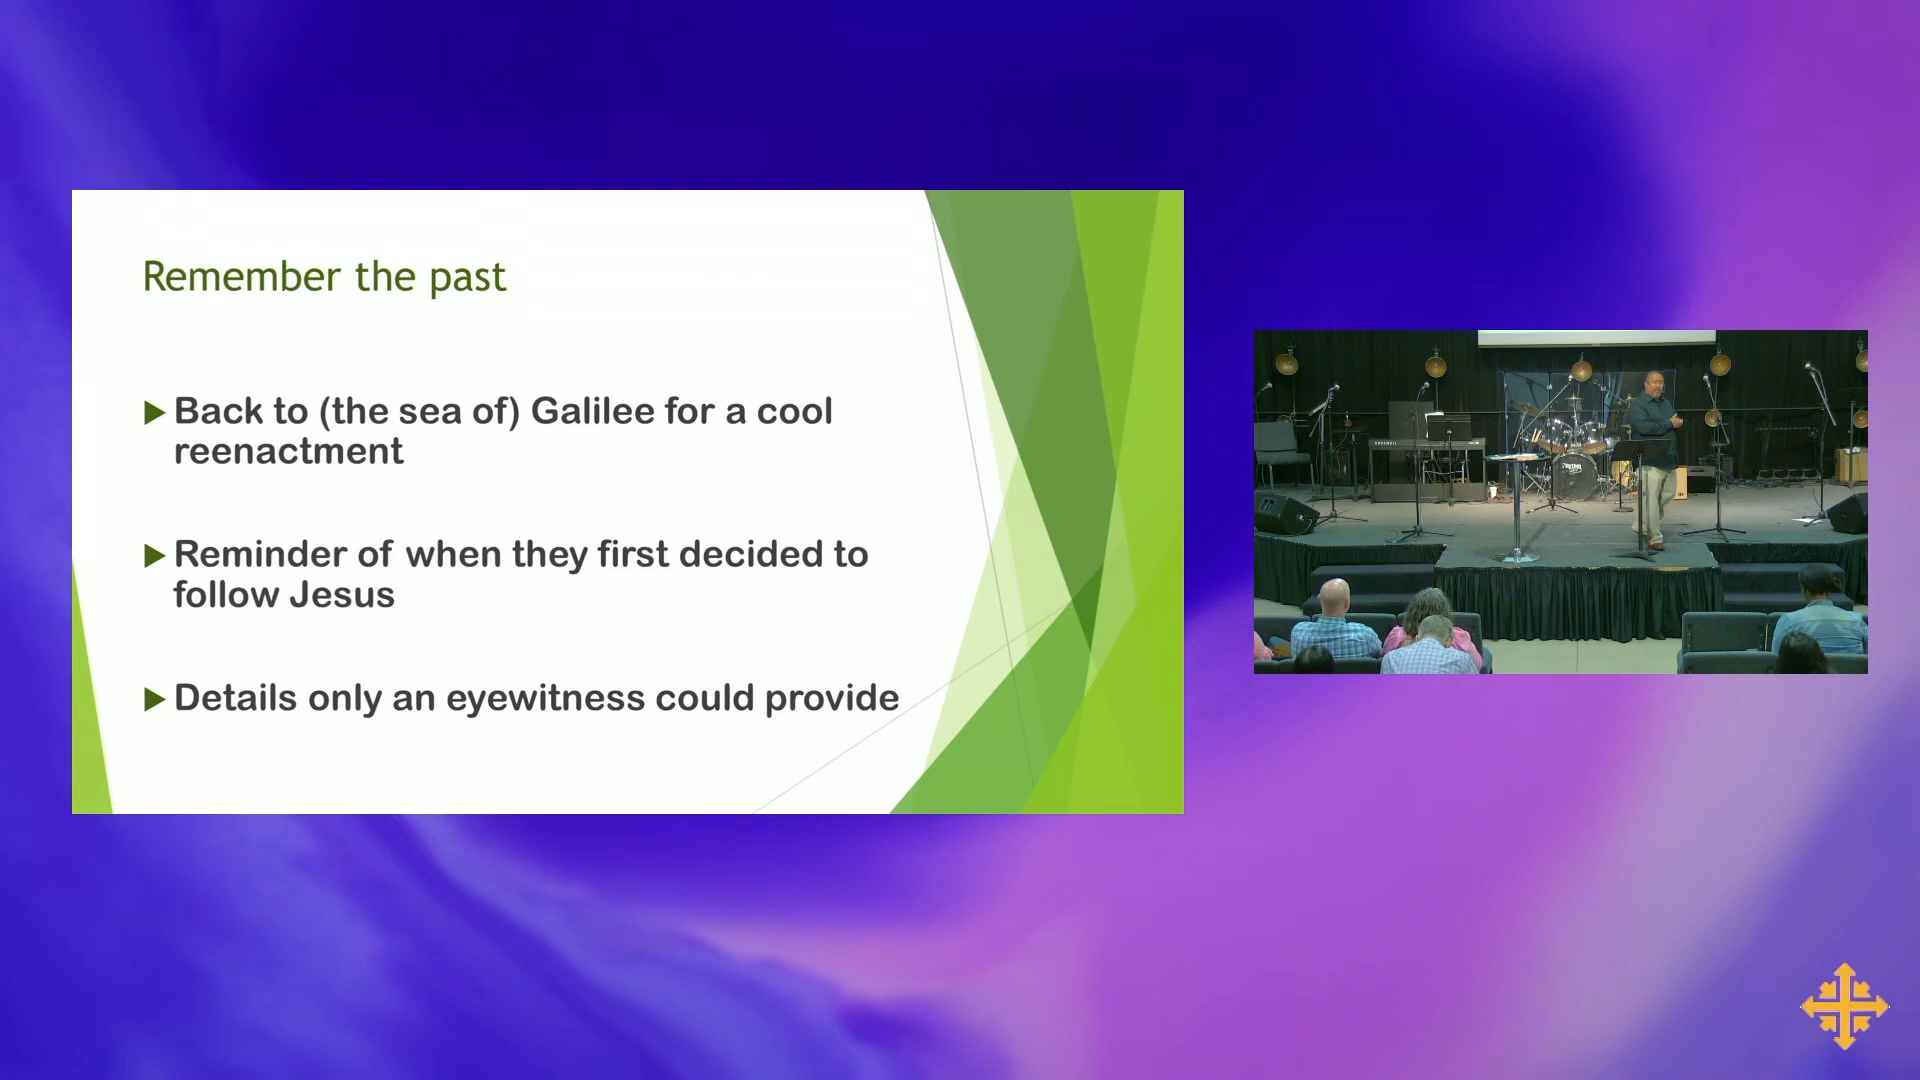 Remember the past
Back to (the sea of) Galilee for a cool
reenactment
Reminder of when they first decided to
follow Jesus
Details only an eyewitness could provide